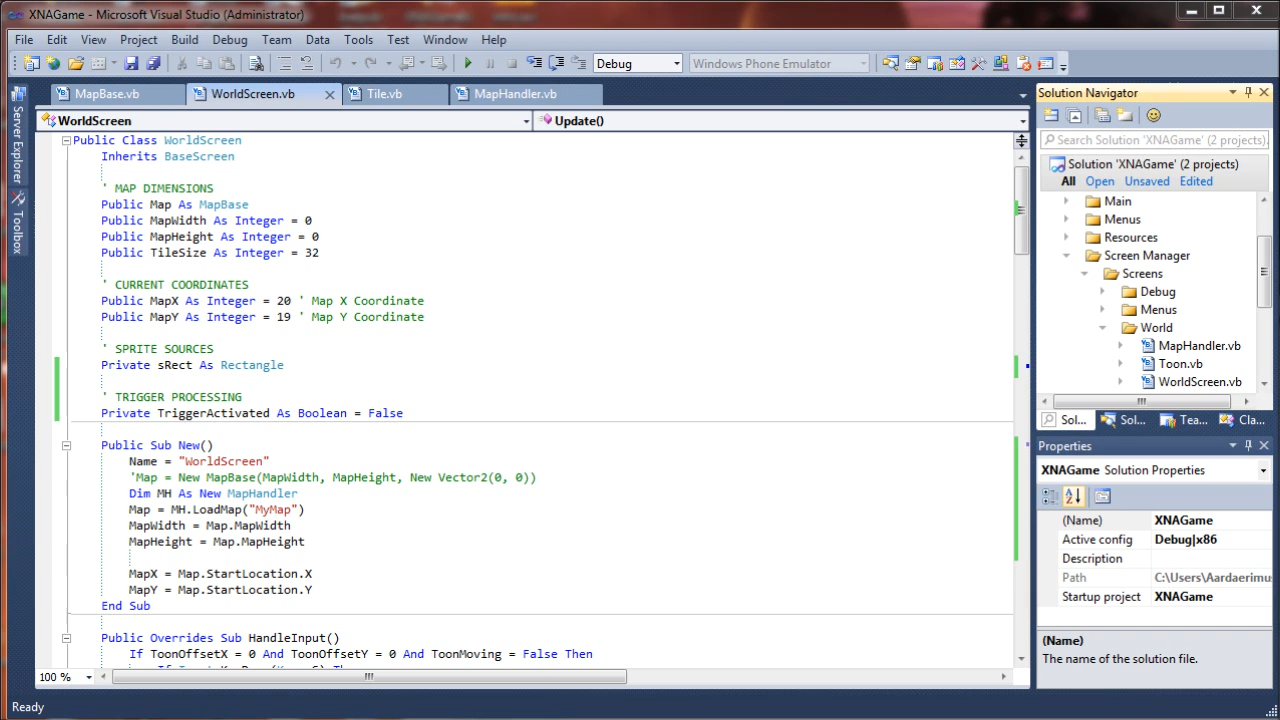 XNAGame - Microsoft Visual Studio (Administrator)
File Edit View Project Build Debug Team Data Tools Test Window Help
Debug Windows Phone Emulator
MapBase.vb WorldScreen.vb Tile.vb MapHandler.vb
WorldScreen Update()
Server Explorer
Toolbox
Public Class WorldScreen
Inherits BaseScreen
' MAP DIMENSIONS
Public Map As MapBase
Public MapWidth As Integer = 0
Public MapHeight As Integer = 0
Public TileSize As Integer = 32
' CURRENT COORDINATES
Public MapX As Integer = 20 ' Map X Coordinate
Public MapY As Integer = 19 ' Map Y Coordinate
' SPRITE SOURCES
Private sRect As Rectangle
' TRIGGER PROCESSING
Private TriggerActivated As Boolean = False
Public Sub New()
Name = "WorldScreen"
'Map = New MapBase(MapWidth, MapHeight, New Vector2(0, 0))
Dim MH As New MapHandler
Map = MH.LoadMap("MyMap")
MapWidth = Map.MapWidth
MapHeight = Map.MapHeight
MapX = Map.StartLocation.X
MapY = Map.StartLocation.Y
End Sub
Public Overrides Sub HandleInput()
If ToonOffsetX = 0 And ToonOffsetY = 0 And ToonMoving = False Then
100 %
Ready
Solution Navigator
Search Solution 'XNAGame' (2 projects),
Solution 'XNAGame' (2 projects)
All Open Unsaved Edited
Main
Menus
Resources
Screen Manager
Screens
Debug
Menus
World
MapHandler.vb
Toon.vb
WorldScreen.vb
Sol... Sol... Tea... Cla...
Properties
XNAGame Solution Properties
(Name) XNAGame
Active config Debug|x86
Description
Path C:\Users\Aardaerimus
Startup project XNAGame
(Name)
The name of the solution file.